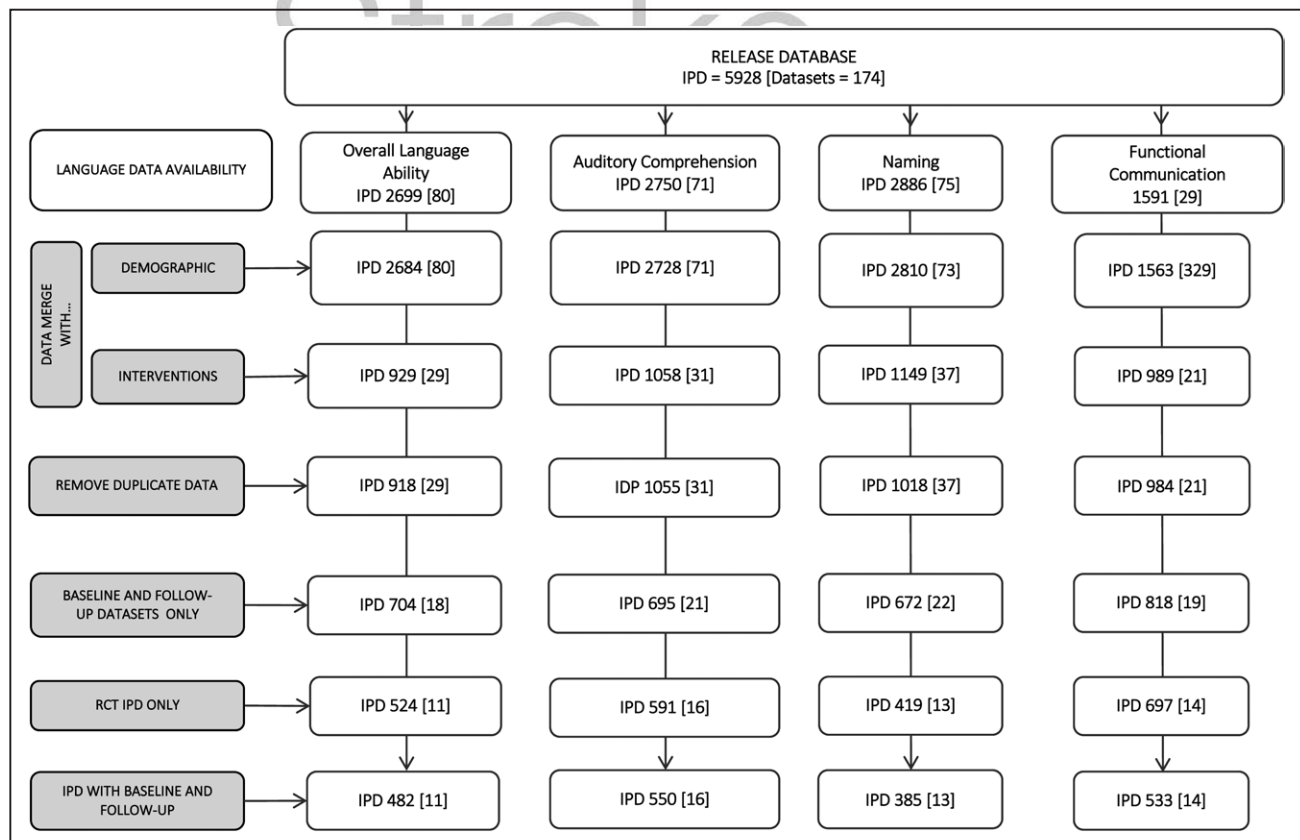 Stroke
RELEASE DATABASE
IPD = 5928 [Datasets = 174]
LANGUAGE DATA AVAILABILITY
Overall Language
Ability
IPD 2699 [80]
Auditory Comprehension
IPD 2750 [71]
Naming
IPD 2886 [75]
Functional
Communication
1591 [29]
DATA MERGE
WITH...
DEMOGRAPHIC
IPD 2684 [80]
IPD 2728 [71]
IPD 2810 [73]
IPD 1563 [329]
INTERVENTIONS
IPD 929 [29]
IPD 1058 [31]
IPD 1149 [37]
IPD 989 [21]
REMOVE DUPLICATE DATA
IPD 918 [29]
IDP 1055 [31]
IPD 1018 [37]
IPD 984 [21]
BASELINE AND FOLLOW-
UP DATASETS ONLY
IPD 704 [18]
IPD 695 [21]
IPD 672 [22]
IPD 818 [19]
RCT IPD ONLY
IPD 524 [11]
IPD 591 [16]
IPD 419 [13]
IPD 697 [14]
IPD WITH BASELINE AND
FOLLOW-UP
IPD 482 [11]
IPD 550 [16]
IPD 385 [13]
IPD 533 [14]